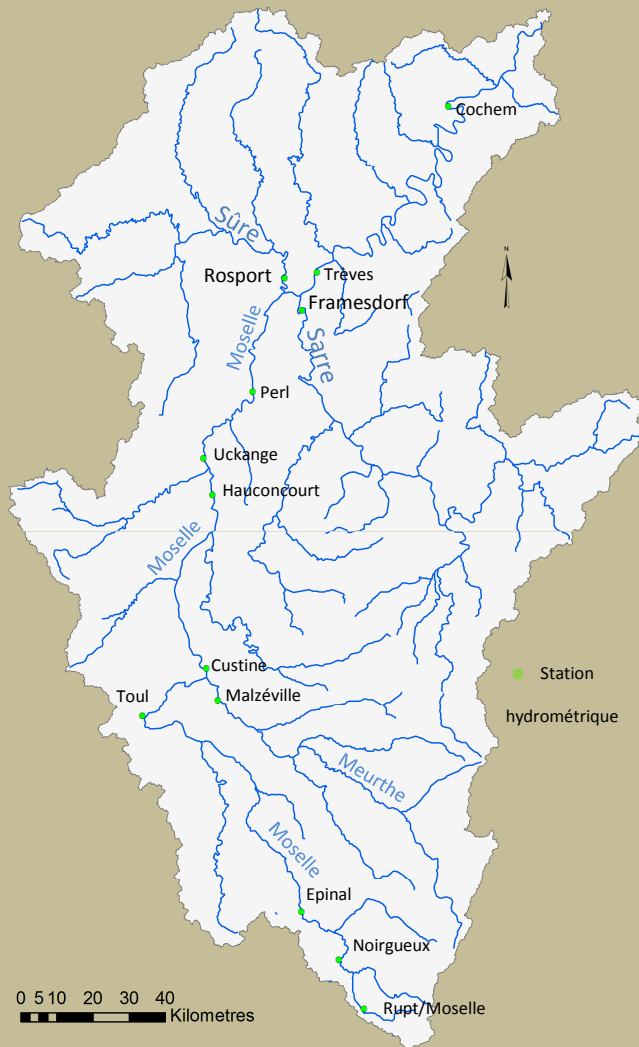 Cochem
N
Sûre
Rosport
Trèves
Framesdorf
Moselle
Sarre
Perl
Uckange
Hauconcourt
Moselle
Custine
Toul
Malzéville
Station
hydrométrique
Meurthe
Moselle
Epinal
Noirgueux
Rupt/Moselle
0 5 10 20 30 40
Kilometres